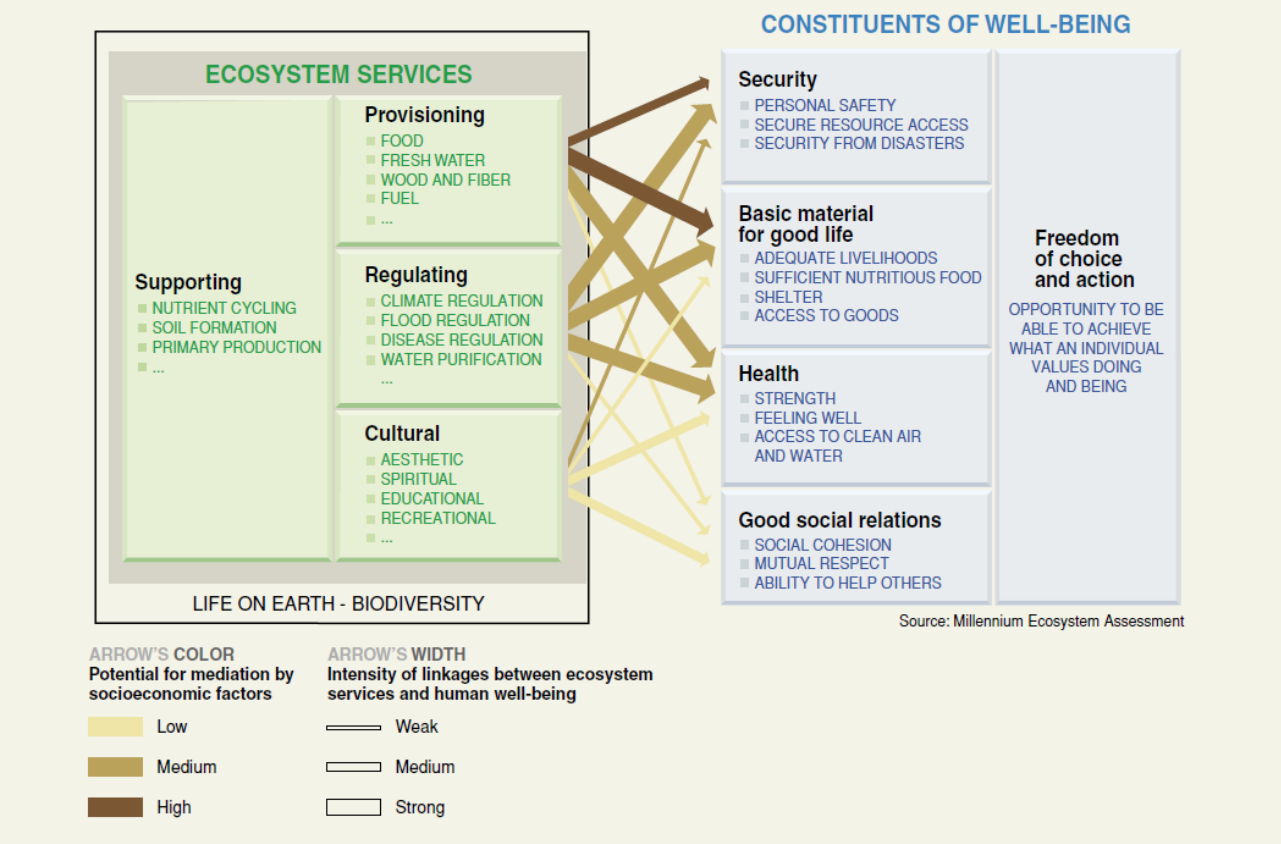 CONSTITUENTS OF WELL-BEING
ECOSYSTEM SERVICES
Supporting
NUTRIENT CYCLING
SOIL FORMATION
PRIMARY PRODUCTION
...
Provisioning
FOOD
FRESH WATER
WOOD AND FIBER
FUEL
...
Regulating
CLIMATE REGULATION
FLOOD REGULATION
DISEASE REGULATION
WATER PURIFICATION
...
Cultural
AESTHETIC
SPIRITUAL
EDUCATIONAL
RECREATIONAL
...
LIFE ON EARTH - BIODIVERSITY
Security
PERSONAL SAFETY
SECURE RESOURCE ACCESS
SECURITY FROM DISASTERS
Basic material
for good life
ADEQUATE LIVELIHOODS
SUFFICIENT NUTRITIOUS FOOD
SHELTER
ACCESS TO GOODS
Health
STRENGTH
FEELING WELL
ACCESS TO CLEAN AIR
AND WATER
Good social relations
SOCIAL COHESION
MUTUAL RESPECT
ABILITY TO HELP OTHERS
Freedom
of choice
and action
OPPORTUNITY TO BE
ABLE TO ACHIEVE
WHAT AN INDIVIDUAL
VALUES DOING
AND BEING
Source: Millennium Ecosystem Assessment
ARROW'S COLOR
Potential for mediation by
socioeconomic factors
Low
Medium
High
ARROW'S WIDTH
Intensity of linkages between ecosystem
services and human well-being
Weak
Medium
Strong